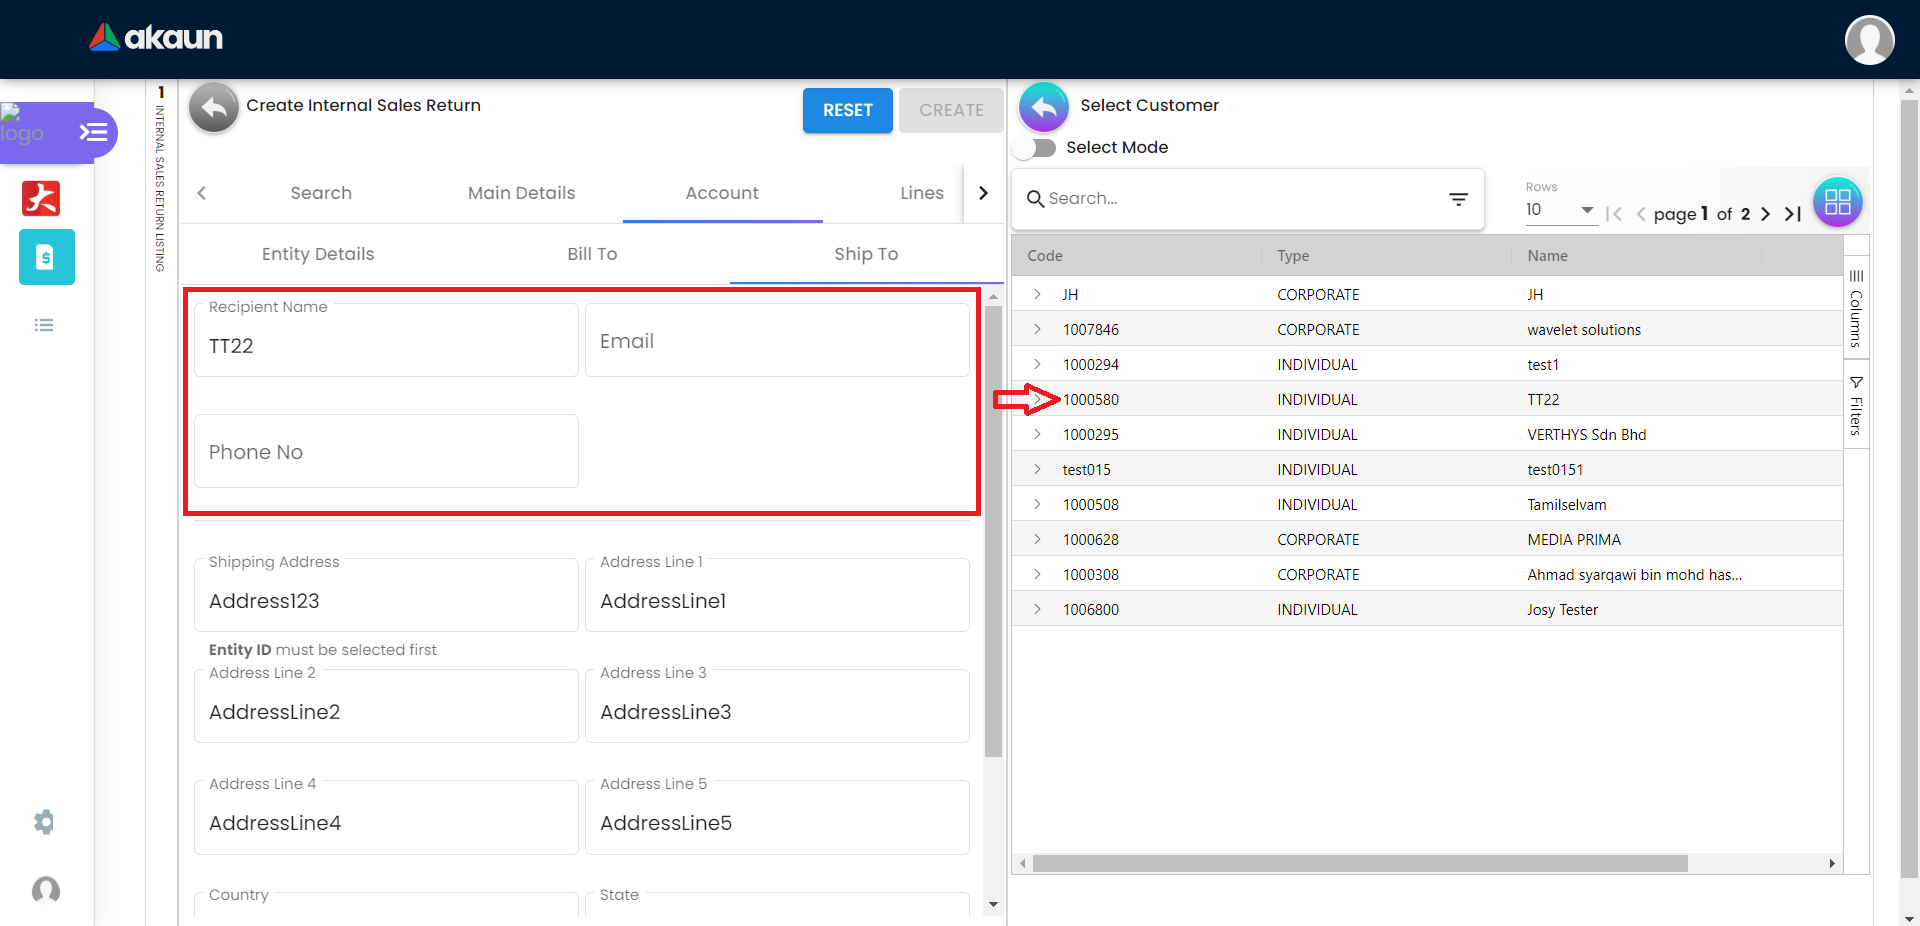 akaun
logo
1
INTERNAL SALES RETURN LISTING
Create Internal Sales Return
RESET
CREATE
Search
Main Details
Account
Lines
Entity Details
Bill To
Ship To
Recipient Name
TT22
Email
Phone No
Shipping Address
Address123
Address Line 1
AddressLine1
Entity ID must be selected first
Address Line 2
AddressLine2
Address Line 3
AddressLine3
Address Line 4
AddressLine4
Address Line 5
AddressLine5
Country
State
Select Customer
Select Mode
Search...
Rows
10
page 1 of 2
Code Type Name
JH CORPORATE JH
1007846 CORPORATE wavelet solutions
1000294 INDIVIDUAL test1
1000580 INDIVIDUAL TT22
1000295 INDIVIDUAL VERTHYS Sdn Bhd
test015 INDIVIDUAL test0151
1000508 INDIVIDUAL Tamilselvam
1000628 CORPORATE MEDIA PRIMA
1000308 CORPORATE Ahmad syarqawi bin mohd has...
1006800 INDIVIDUAL Josy Tester
Columns
Filters